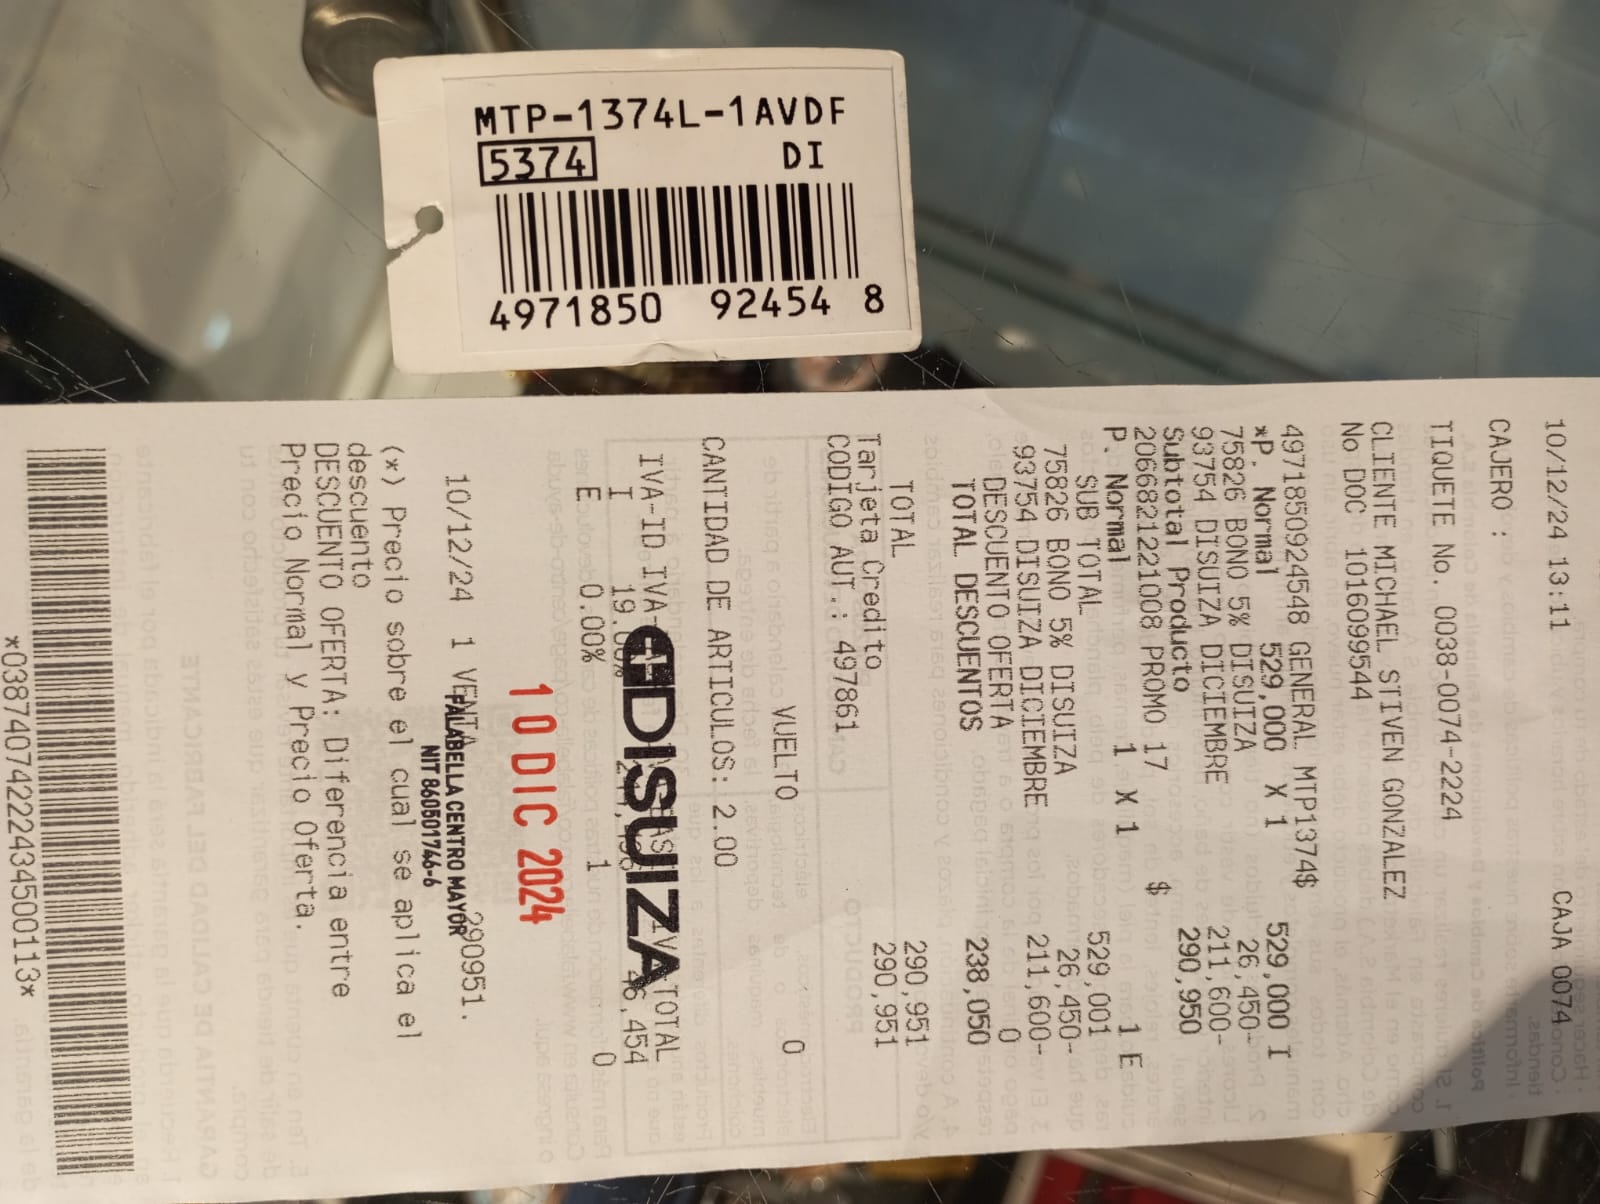 MTP-1374L-1AVDF
5374 DI
4971850 92454 8
10/12/24 13:11 CAJA 0074
CAJERO :
TIQUETE No. 0038-0074-2224
CLIENTE MICHAEL STIVEN GONZALEZ
No DOC 1016099544
4971850924548 GENERAL MTP1374$
*P. Normal 529,000 X 1 529,000 I
75826 BONO 5% DISUIZA 26,450-
93754 DISUIZA DICIEMBRE 211,600-
Subtotal Producto 290,950
2066821221008 PROMO 17 $
P. Normal 1 X 1 1 E
SUB TOTAL 529,001
75826 BONO 5% DISUIZA 26,450-
93754 DISUIZA DICIEMBRE 211,600-
DESCUENTO OFERTA 0
TOTAL DESCUENTOS 238,050
TOTAL 290,951
Tarjeta Credito 290,951
CODIGO AUT.: 497861
VUELTO 0
CANTIDAD DE ARTICULOS: 2.00
IVA-ID IVA- IVA TOTAL
I 19.00% 46,454
E 0.00% 1 0
DISUIZA
10 DIC 2024
10/12/24 1 VENTA 290951.
FALABELLA CENTRO MAYOR
NIT 860501746-6
(*) Precio sobre el cual se aplica el
descuento
DESCUENTO OFERTA: Diferencia entre
Precio Normal y Precio Oferta.
*038740742224345001113*